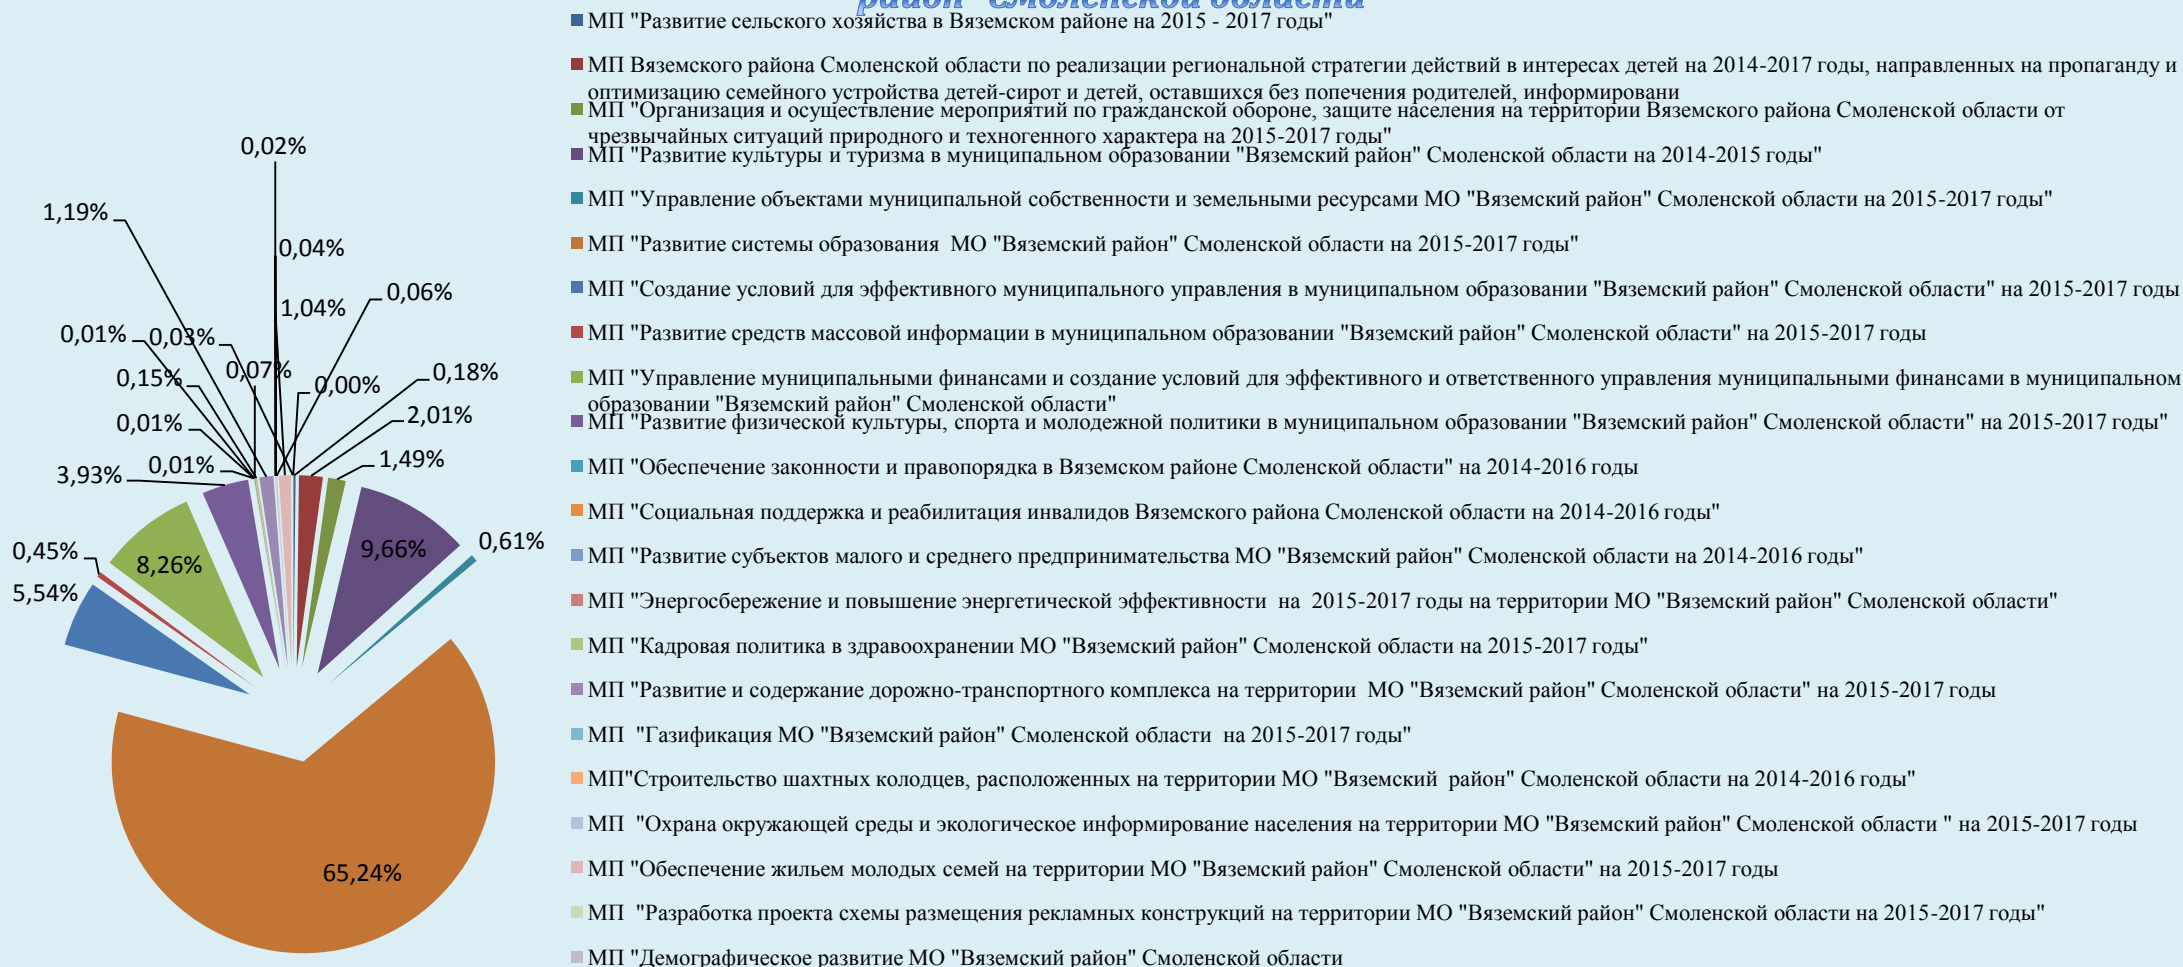 район" Смоленской области
МП "Развитие сельского хозяйства в Вяземском районе на 2015 - 2017 годы"
МП Вяземского района Смоленской области по реализации региональной стратегии действий в интересах детей на 2014-2017 годы, направленных на пропаганду и
оптимизацию семейного устройства детей-сирот и детей, оставшихся без попечения родителей, информировани
МП "Организация и осуществление мероприятий по гражданской обороне, защите населения на территории Вяземского района Смоленской области от
чрезвычайных ситуаций природного и техногенного характера на 2015-2017 годы"
МП "Развитие культуры и туризма в муниципальном образовании "Вяземский район" Смоленской области на 2014-2015 годы"
МП "Управление объектами муниципальной собственности и земельными ресурсами МО "Вяземский район" Смоленской области на 2015-2017 годы"
МП "Развитие системы образования МО "Вяземский район" Смоленской области на 2015-2017 годы"
МП "Создание условий для эффективного муниципального управления в муниципальном образовании "Вяземский район" Смоленской области" на 2015-2017 годы
МП "Развитие средств массовой информации в муниципальном образовании "Вяземский район" Смоленской области" на 2015-2017 годы
МП "Управление муниципальными финансами и создание условий для эффективного и ответственного управления муниципальными финансами в муниципальном
образовании "Вяземский район" Смоленской области"
МП "Развитие физической культуры, спорта и молодежной политики в муниципальном образовании "Вяземский район" Смоленской области" на 2015-2017 годы"
МП "Обеспечение законности и правопорядка в Вяземском районе Смоленской области" на 2014-2016 годы
МП "Социальная поддержка и реабилитация инвалидов Вяземского района Смоленской области на 2014-2016 годы"
МП "Развитие субъектов малого и среднего предпринимательства МО "Вяземский район" Смоленской области на 2014-2016 годы"
МП "Энергосбережение и повышение энергетической эффективности на 2015-2017 годы на территории МО "Вяземский район" Смоленской области"
МП "Кадровая политика в здравоохранении МО "Вяземский район" Смоленской области на 2015-2017 годы"
МП "Развитие и содержание дорожно-транспортного комплекса на территории МО "Вяземский район" Смоленской области" на 2015-2017 годы
МП "Газификация МО "Вяземский район" Смоленской области на 2015-2017 годы"
МП"Строительство шахтных колодцев, расположенных на территории МО "Вяземский район" Смоленской области на 2014-2016 годы"
МП "Охрана окружающей среды и экологическое информирование населения на территории МО "Вяземский район" Смоленской области " на 2015-2017 годы
МП "Обеспечение жильем молодых семей на территории МО "Вяземский район" Смоленской области" на 2015-2017 годы
МП "Разработка проекта схемы размещения рекламных конструкций на территории МО "Вяземский район" Смоленской области на 2015-2017 годы"
МП "Демографическое развитие МО "Вяземский район" Смоленской области
0,02%
1,19%
0,04%
0,06%
1,04%
0,01%
0,03%
0,07%
0,00%
0,18%
0,15%
2,01%
0,01%
1,49%
0,01%
3,93%
0,61%
9,66%
0,45%
8,26%
5,54%
65,24%